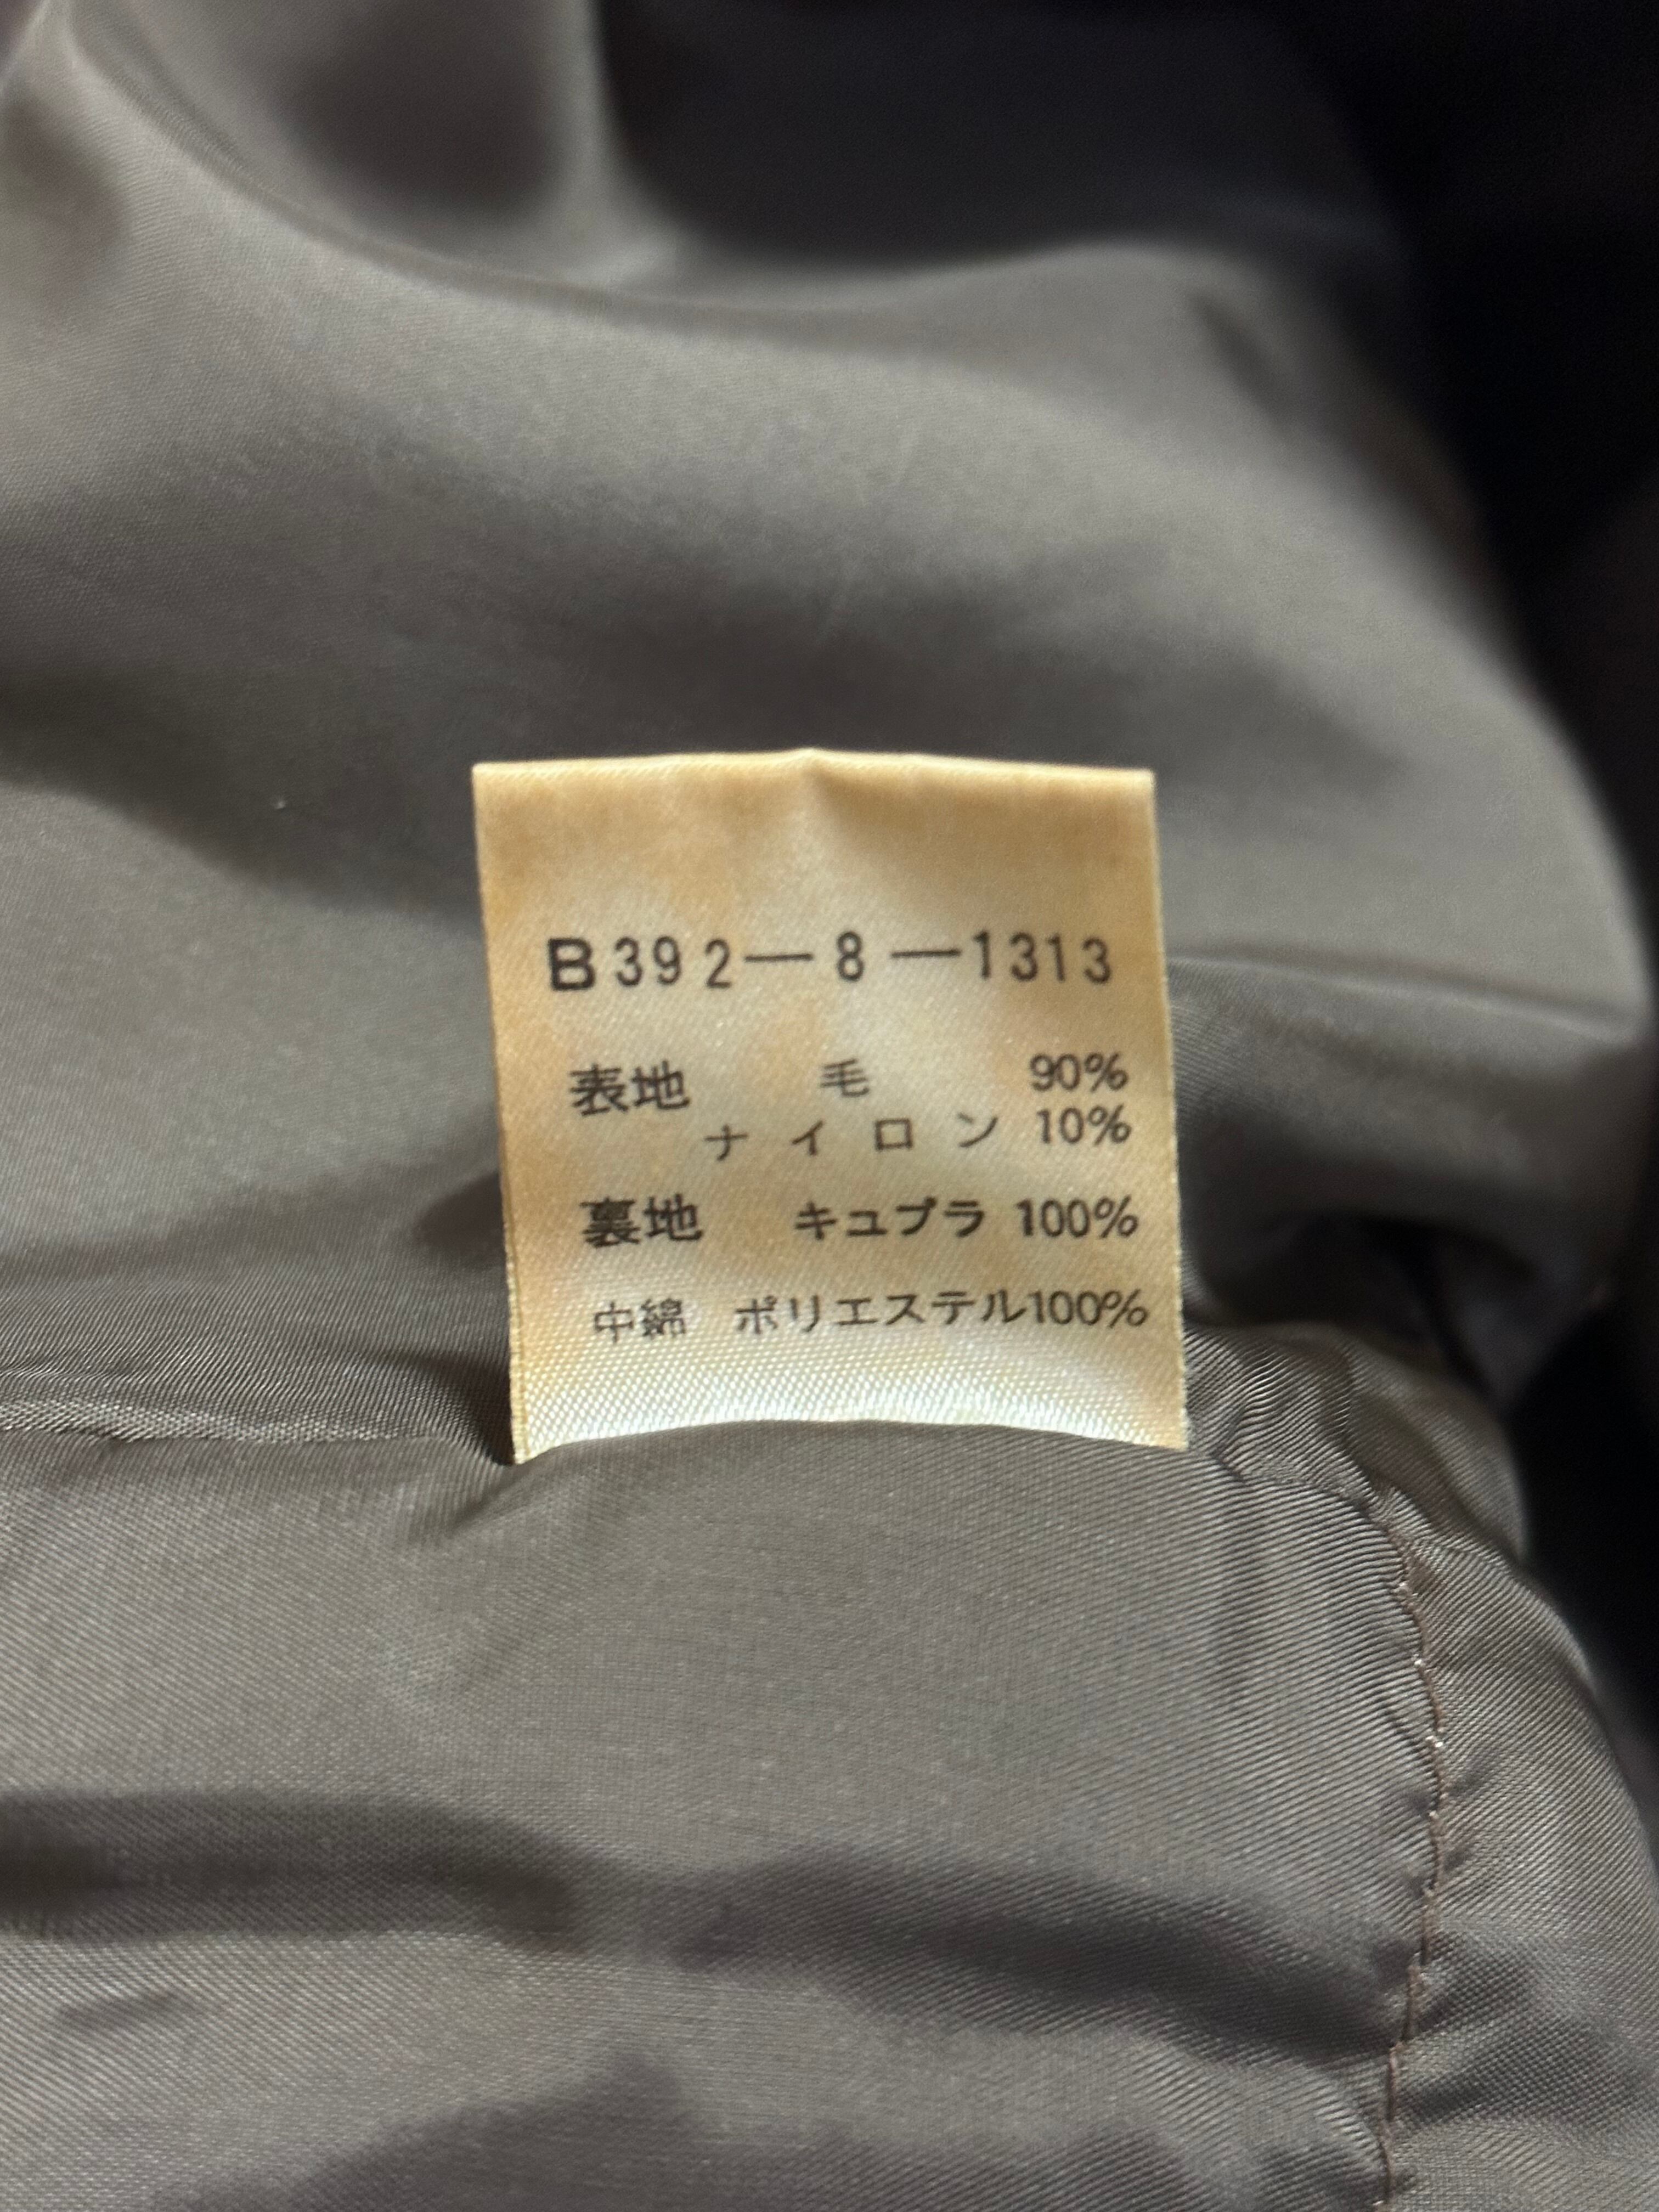 B392—8—1313
表地 毛 90%
ナイロン 10%
裏地 キュプラ 100%
中綿 ポリエステル100%